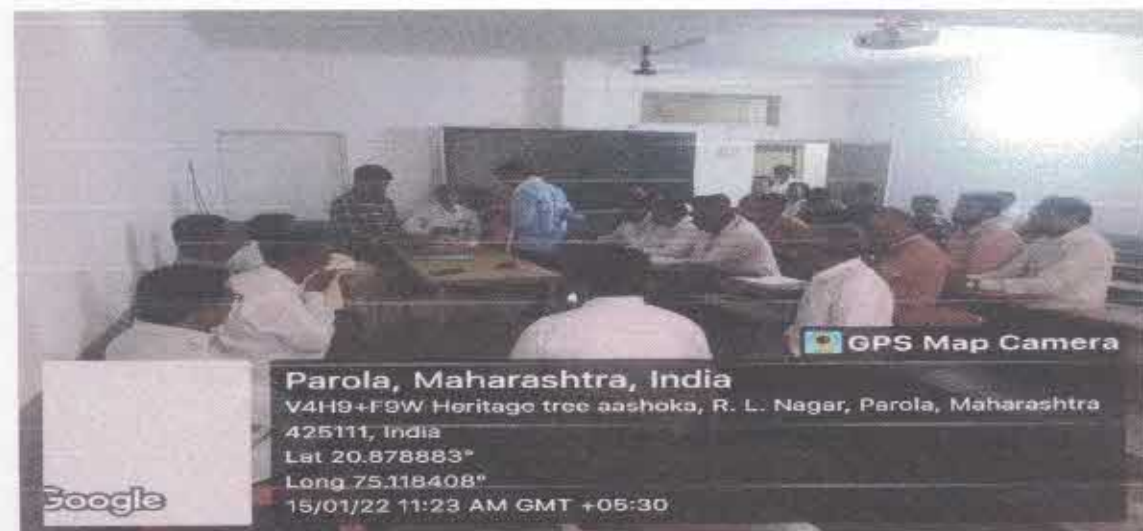 GPS Map Camera
Parola, Maharashtra, India
V4H9+F9W Heritage tree aashoka, R. L. Nagar, Parola, Maharashtra
425111, India
Lat 20.878883°
Long 75.118408°
15/01/22 11:23 AM GMT +05:30
Google